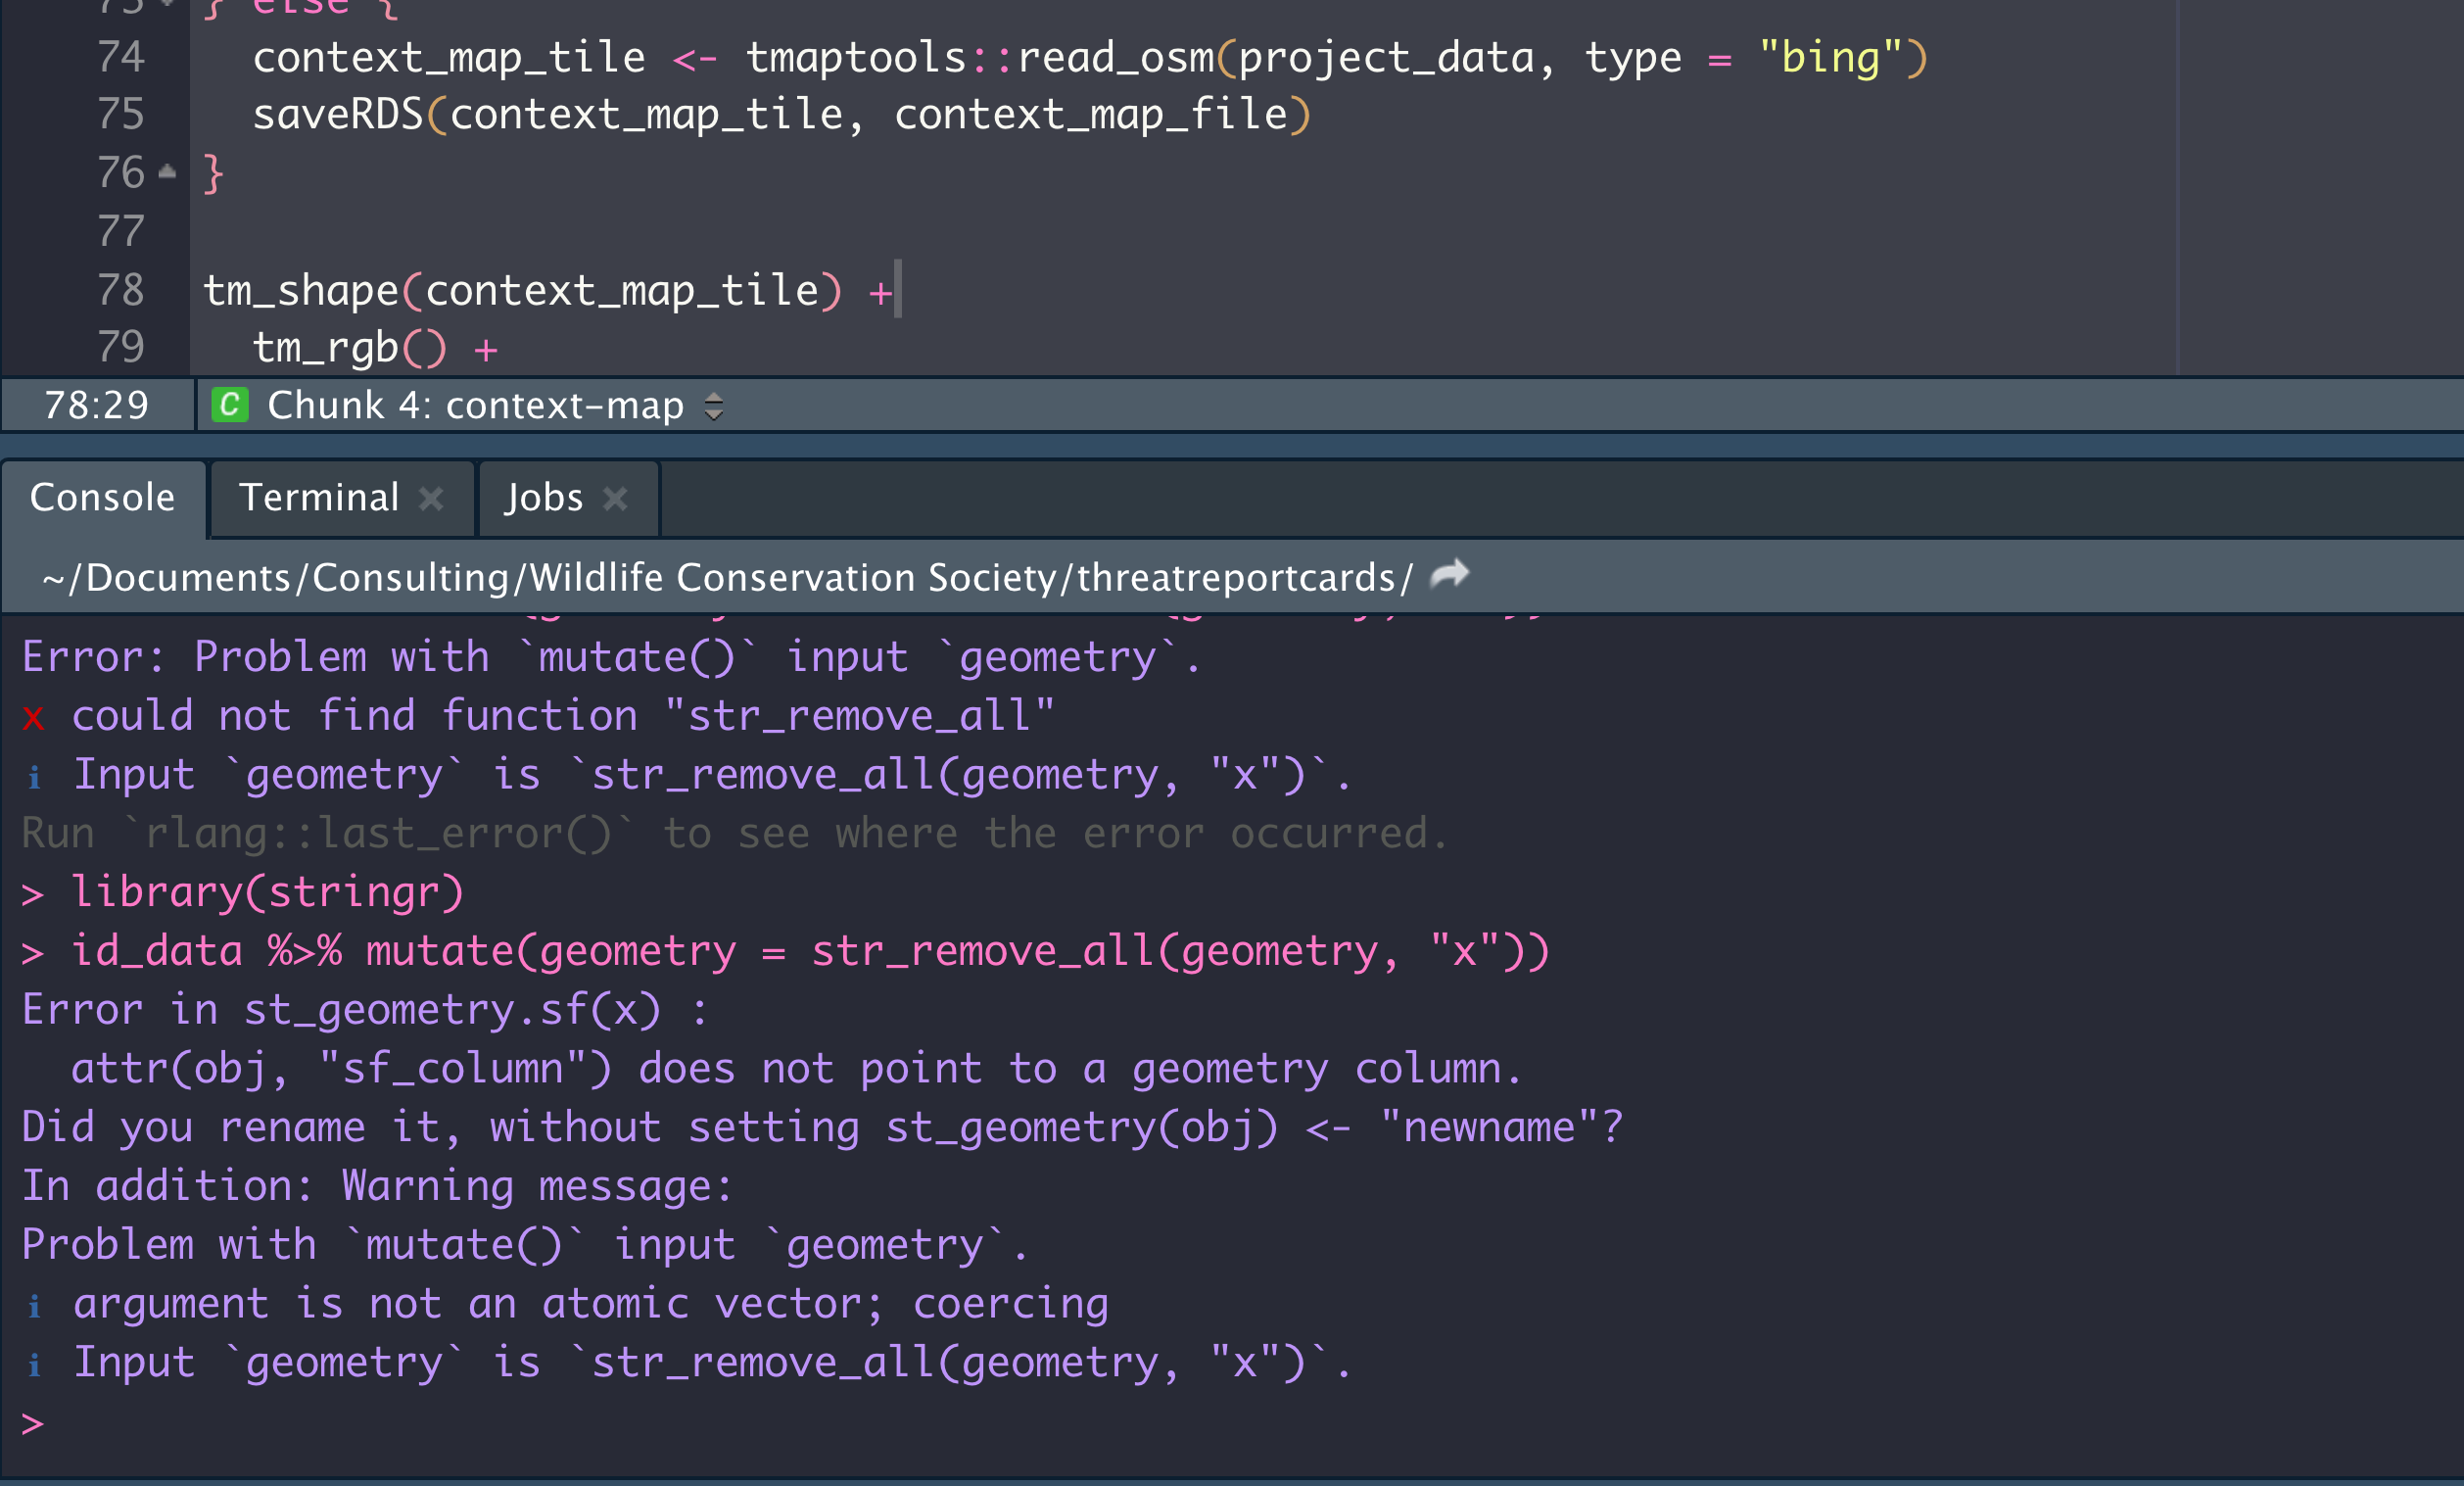 } else {
74 context_map_tile <- tmaptools::read_osm(project_data, type = "bing")
75 saveRDS(context_map_tile, context_map_file)
76 }
77
78 tm_shape(context_map_tile) +
79 tm_rgb() +
78:29 C Chunk 4: context-map
Console Terminal Jobs
~/Documents/Consulting/Wildlife Conservation Society/threatreportcards/
Error: Problem with `mutate()` input `geometry`.
x could not find function "str_remove_all"
i Input `geometry` is `str_remove_all(geometry, "x")`.
Run `rlang::last_error()` to see where the error occurred.
> library(stringr)
> id_data %>% mutate(geometry = str_remove_all(geometry, "x"))
Error in st_geometry.sf(x) :
attr(obj, "sf_column") does not point to a geometry column.
Did you rename it, without setting st_geometry(obj) <- "newname"?
In addition: Warning message:
Problem with `mutate()` input `geometry`.
i argument is not an atomic vector; coercing
i Input `geometry` is `str_remove_all(geometry, "x")`.
>